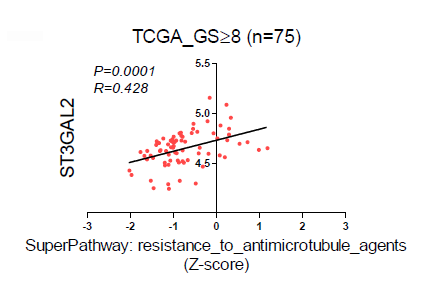 TCGA_GS≥8 (n=75)
P=0.0001
R=0.428
ST3GAL2
5.5
5.0
4.5
-3 -2 -1 0 1 2 3
SuperPathway: resistance_to_antimicrotubule_agents
(Z-score)